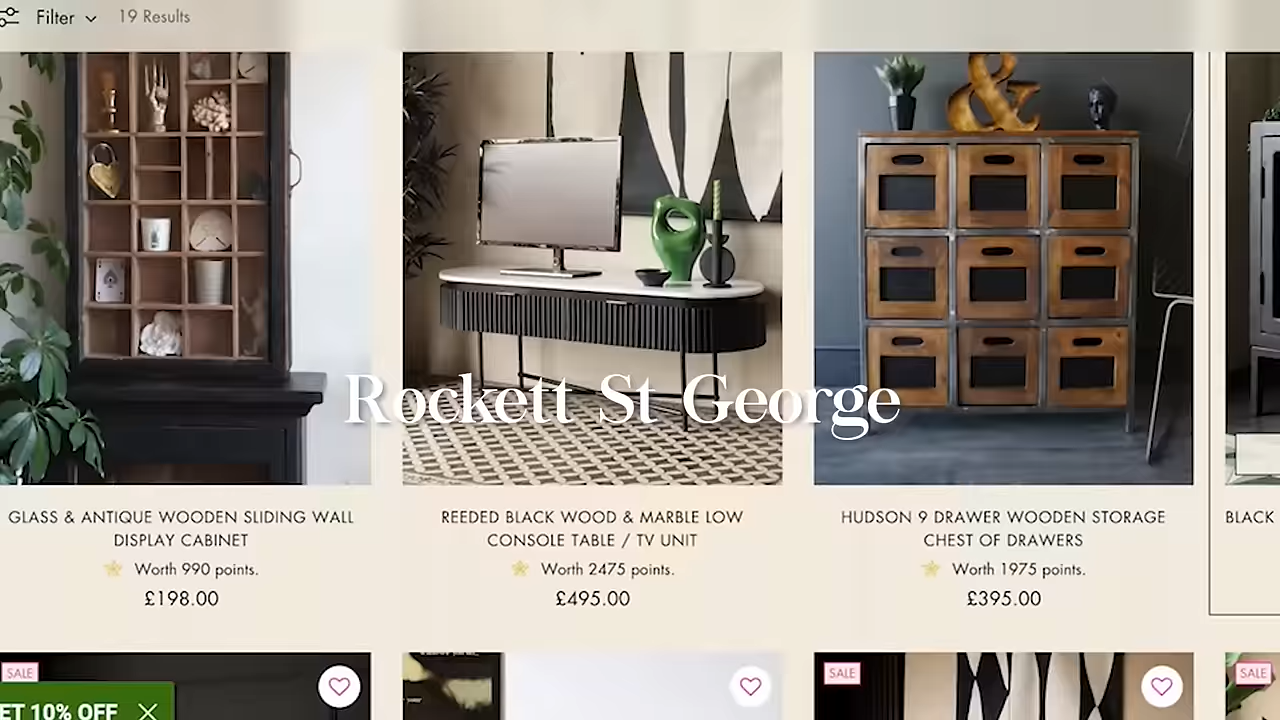 Filter
19 Results
&
Rockett St George
GLASS & ANTIQUE WOODEN SLIDING WALL
DISPLAY CABINET
Worth 990 points.
£198.00
REEDED BLACK WOOD & MARBLE LOW
CONSOLE TABLE / TV UNIT
Worth 2475 points.
£495.00
HUDSON 9 DRAWER WOODEN STORAGE
CHEST OF DRAWERS
Worth 1975 points.
£395.00
BLACK
SALE
SALE
SALE
ET 10% OFF